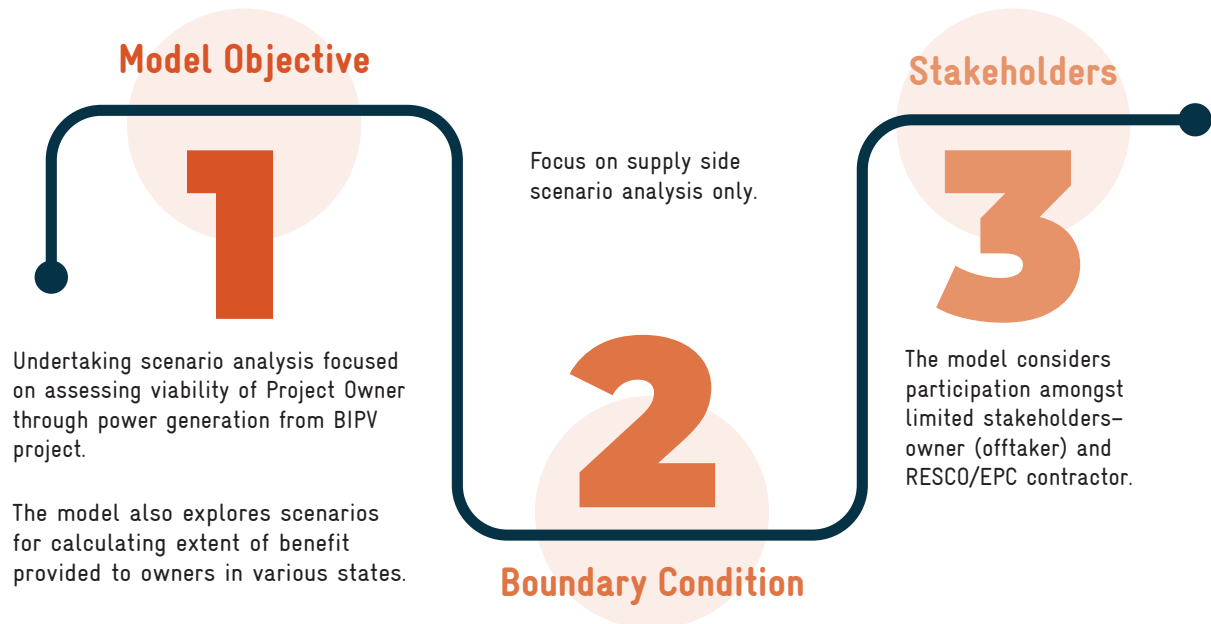 Model Objective
1
Undertaking scenario analysis focused
on assessing viability of Project Owner
through power generation from BIPV
project.
The model also explores scenarios
for calculating extent of benefit
provided to owners in various states.
Focus on supply side
scenario analysis only.
2
Boundary Condition
Stakeholders
3
The model considers
participation amongst
limited stakeholders–
owner (offtaker) and
RESCO/EPC contractor.